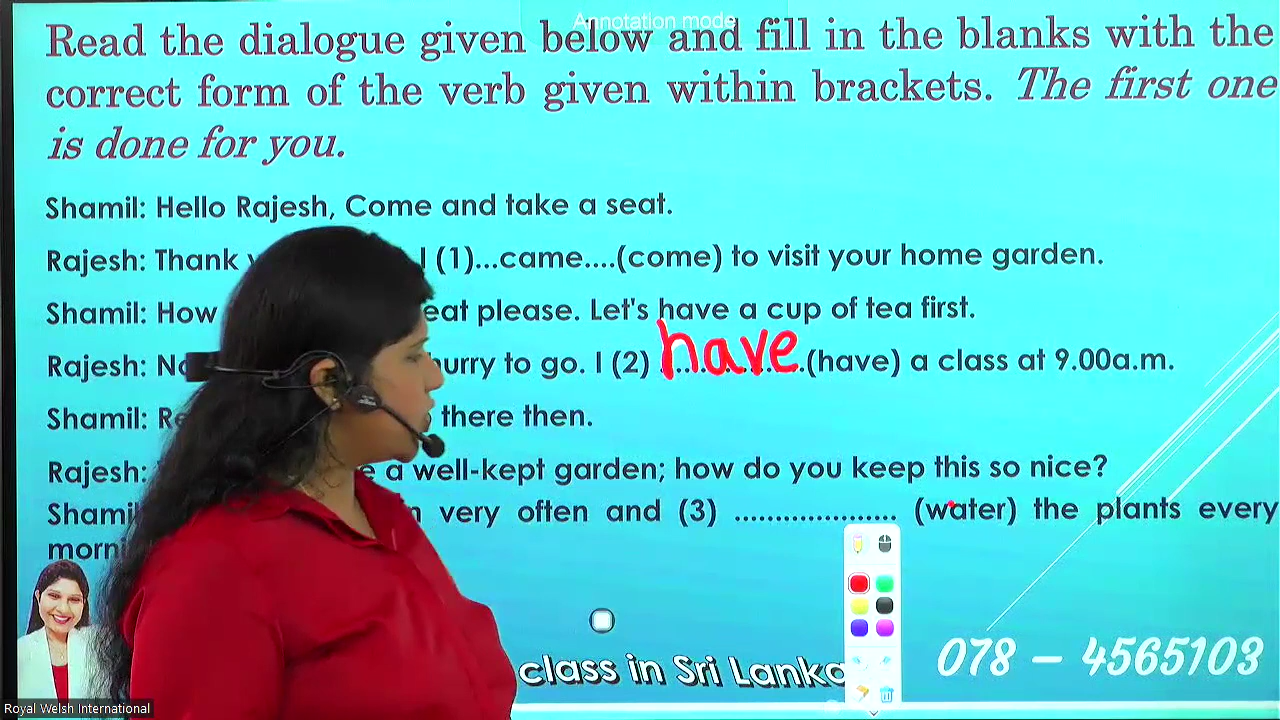 Annotation mode
Read the dialogue given below and fill in the blanks with the
correct form of the verb given within brackets. The first one
is done for you.
Shamil: Hello Rajesh, Come and take a seat.
Rajesh: Thank I (1)...came....(come) to visit your home garden.
Shamil: How eat please. Let's have a cup of tea first.
Rajesh: hurry to go. I (2) have (have) a class at 9.00a.m.
Shamil: there then.
Rajesh: a well-kept garden; how do you keep this so nice?
Shamil very often and (3) .................... (water) the plants every
morni
class in Sri Lanka
078 – 4565103
Royal Welsh International